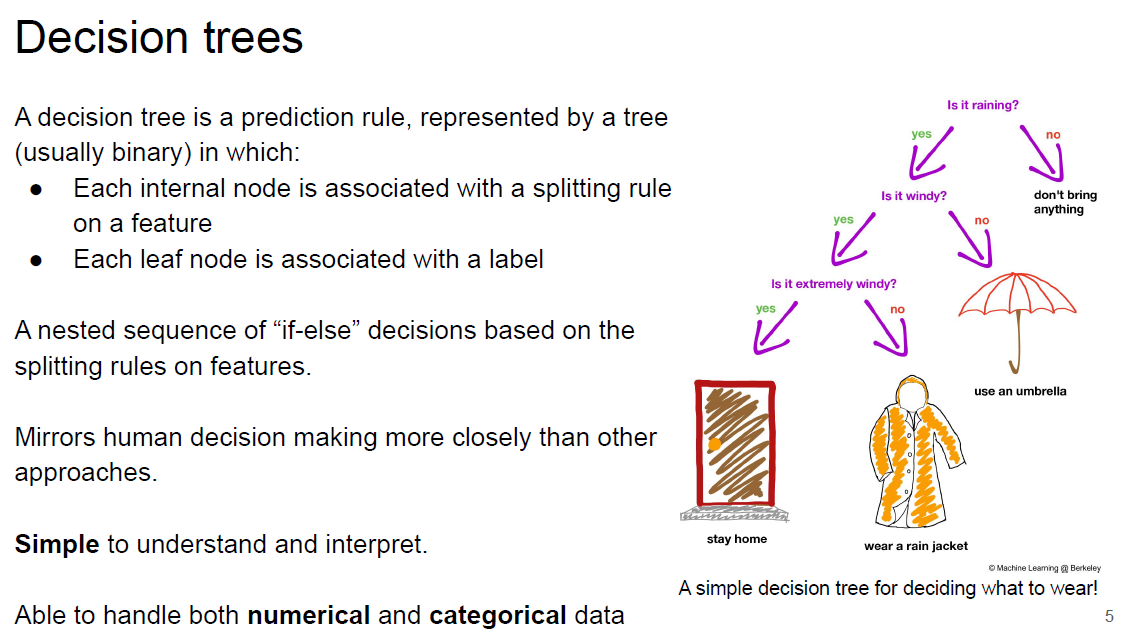 Decision trees
A decision tree is a prediction rule, represented by a tree
(usually binary) in which:
● Each internal node is associated with a splitting rule
on a feature
● Each leaf node is associated with a label
A nested sequence of “if-else” decisions based on the
splitting rules on features.
Mirrors human decision making more closely than other
approaches.
Simple to understand and interpret.
Able to handle both numerical and categorical data
Is it raining?
yes
no
Is it windy?
don't bring
anything
yes
no
Is it extremely windy?
yes
no
use an umbrella
stay home
wear a rain jacket
© Machine Learning @ Berkeley
A simple decision tree for deciding what to wear!
5